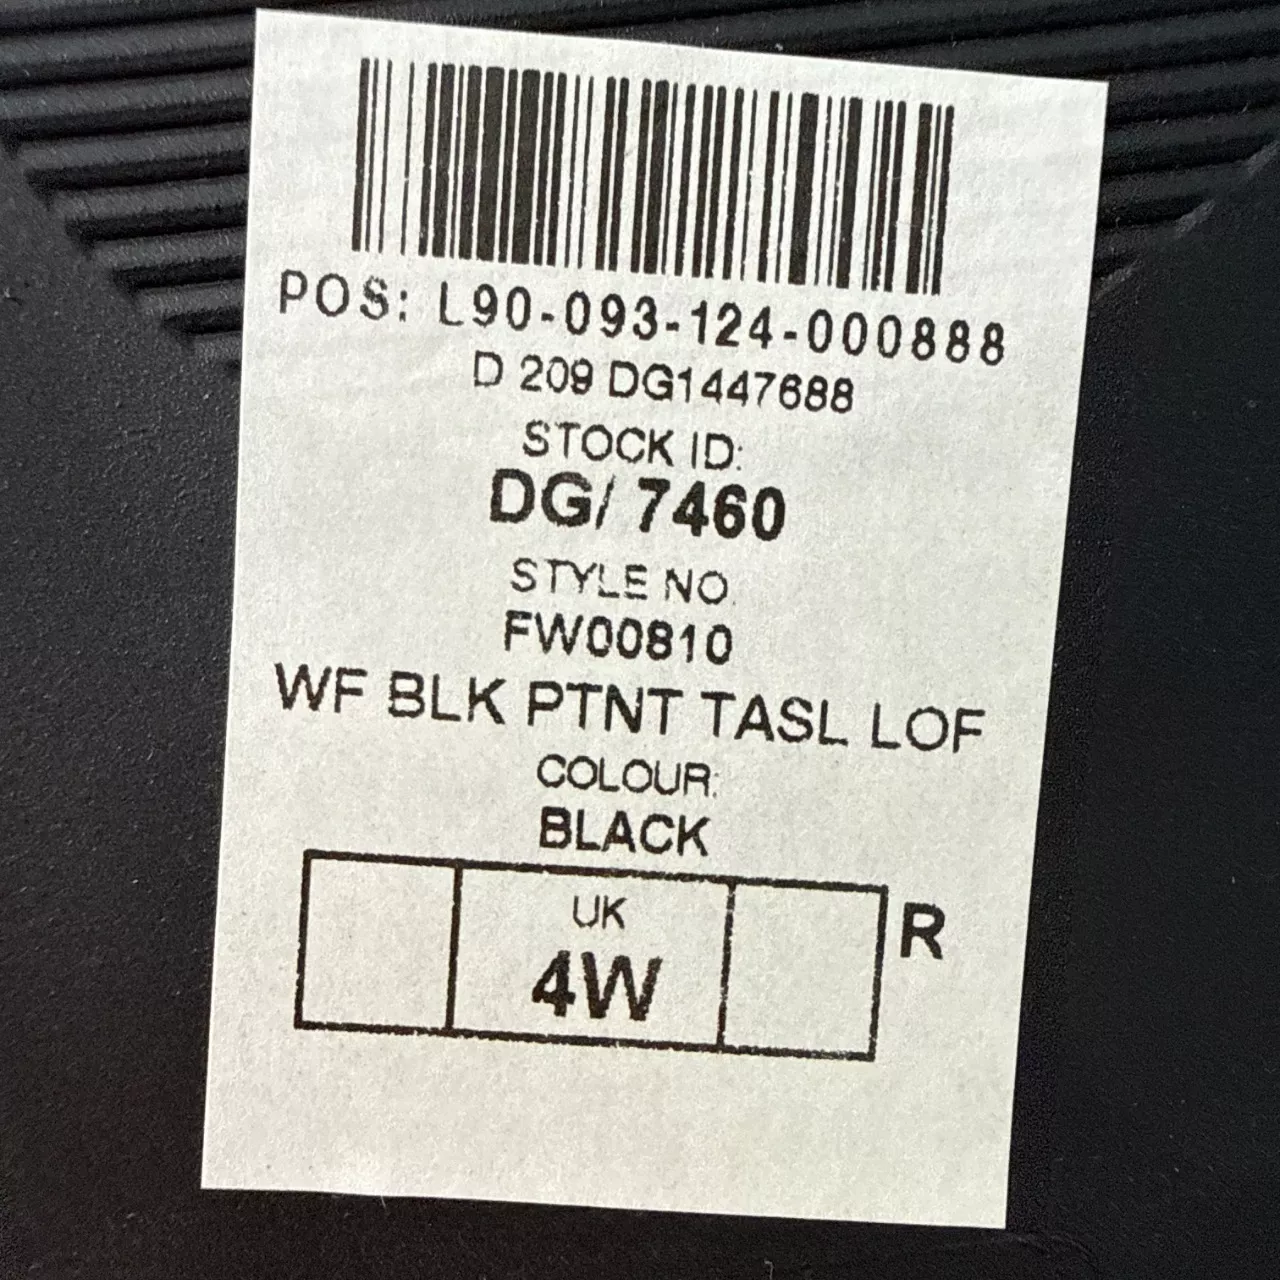 POS: L90-093-124-000888
D 209 DG1447688
STOCK ID:
DG/ 7460
STYLE NO.
FW00810
WF BLK PTNT TASL LOF
COLOUR:
BLACK
UK
4W
R